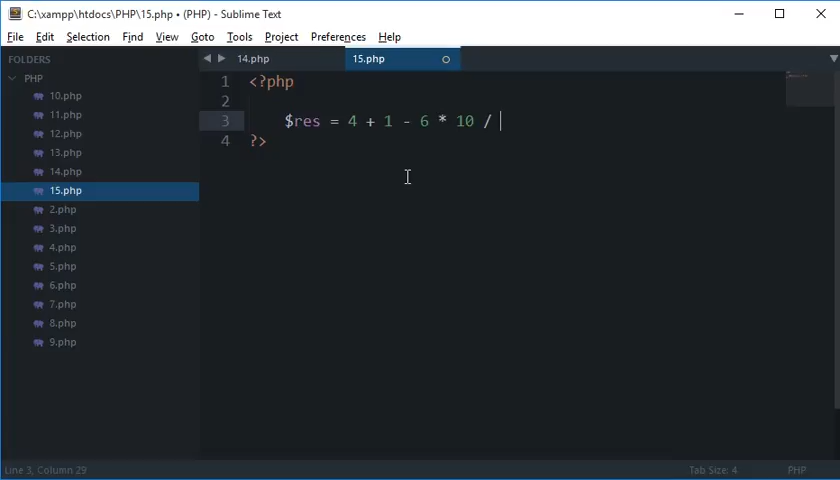 C:\xampp\htdocs\PHP\15.php • (PHP) - Sublime Text
File Edit Selection Find View Goto Tools Project Preferences Help
FOLDERS
PHP
10.php
11.php
12.php
13.php
14.php
15.php
2.php
3.php
4.php
5.php
6.php
7.php
8.php
9.php
14.php 15.php
1 <?php
2
3 $res = 4 + 1 - 6 * 10 /
4 ?>
Line 3, Column 29 Tab Size: 4 PHP